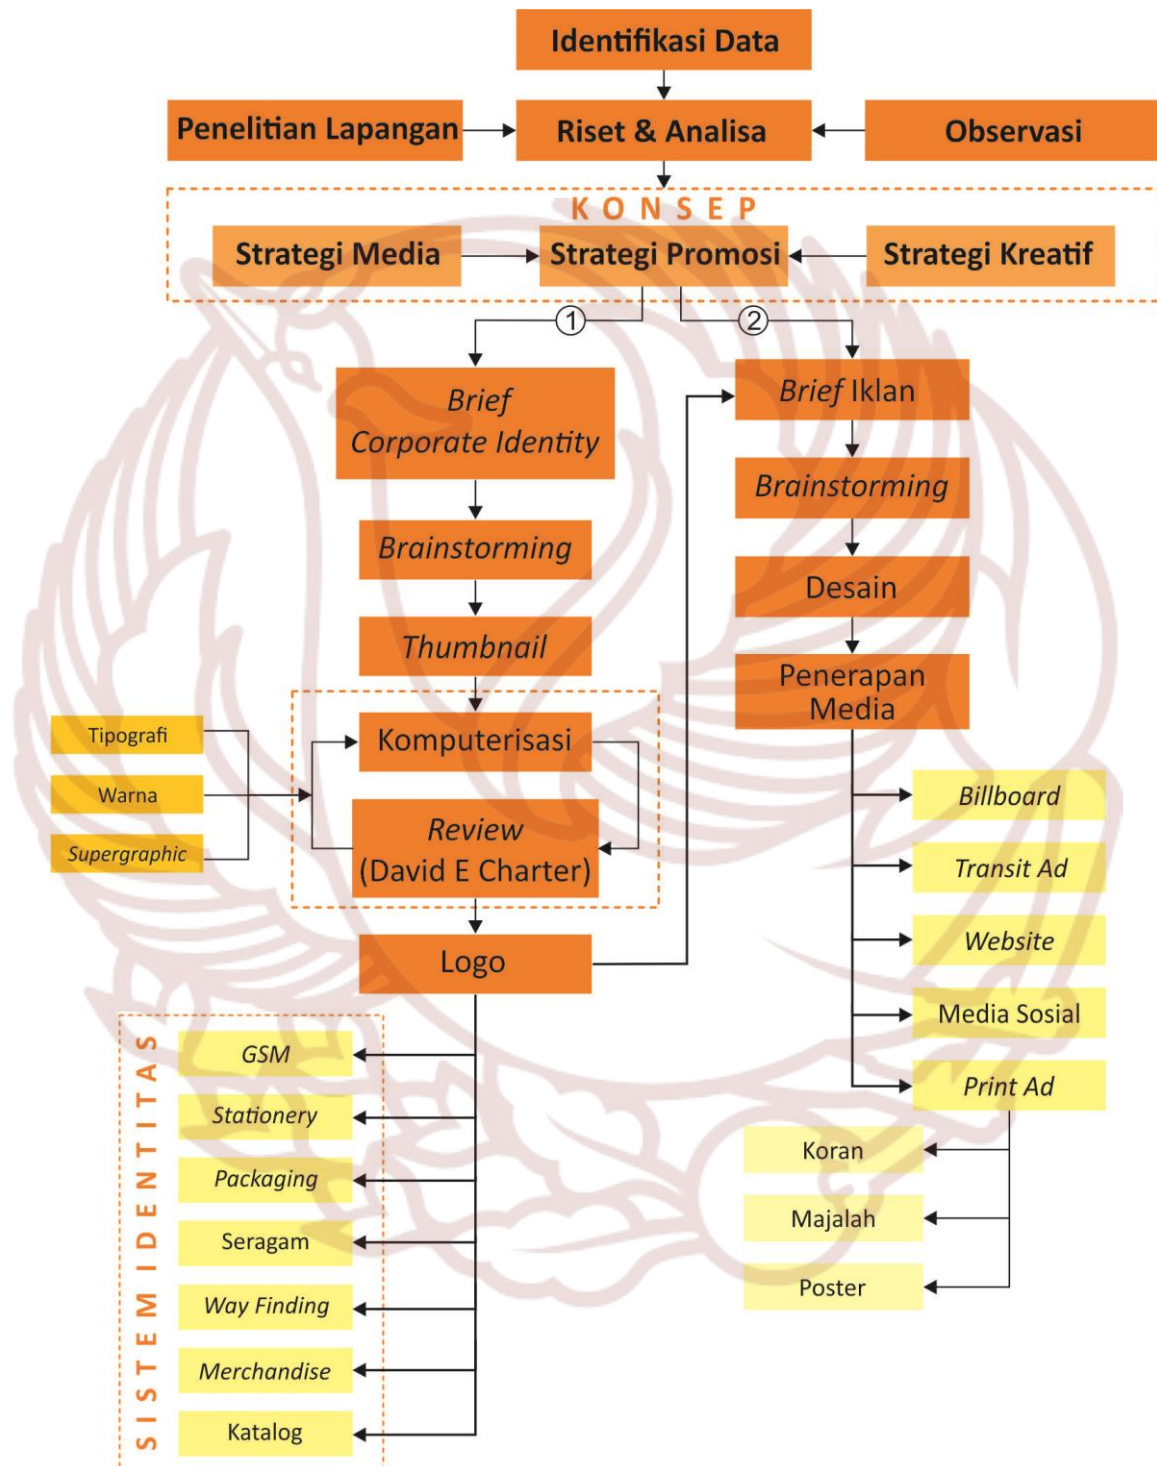 Identifikasi Data
Penelitian Lapangan
Riset & Analisa
Observasi
KONSEP
Strategi Media
Strategi Promosi
Strategi Kreatif
1
2
Brief
Corporate Identity
Brainstorming
Thumbnail
Komputerisasi
Tipografi
Warna
Supergraphic
Review
(David E Charter)
Logo
SISTEM IDENTITAS
GSM
Stationery
Packaging
Seragam
Way Finding
Merchandise
Katalog
Brief Iklan
Brainstorming
Desain
Penerapan
Media
Billboard
Transit Ad
Website
Media Sosial
Print Ad
Koran
Majalah
Poster